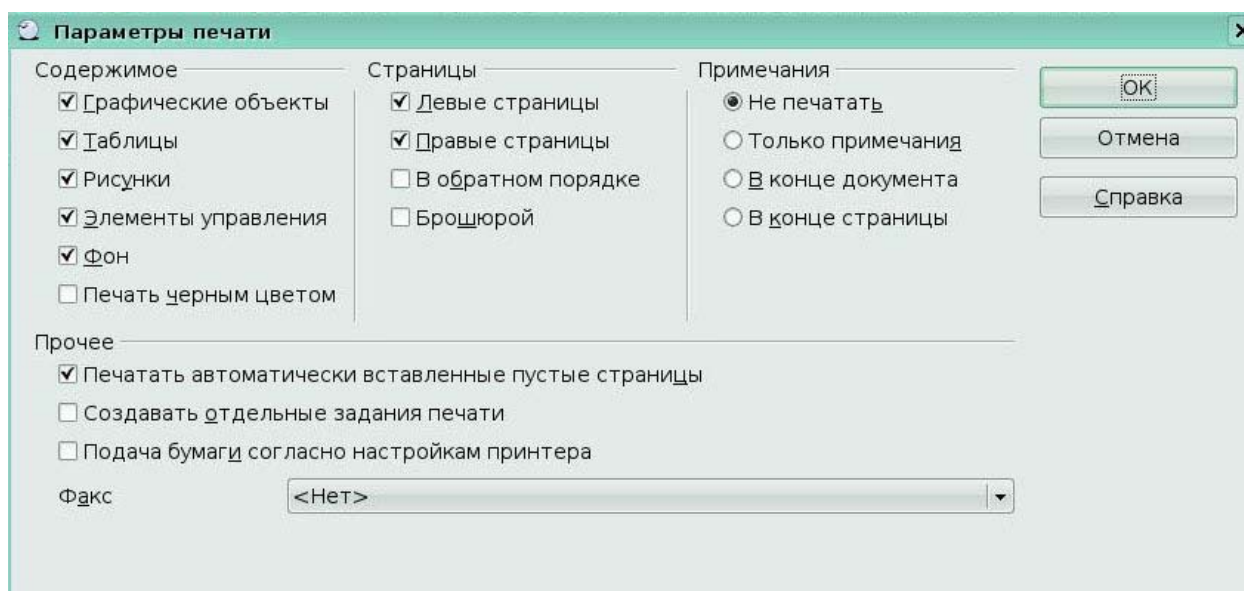 Параметры печати
Содержимое
Графические объекты
Таблицы
Рисунки
Элементы управления
Фон
Печать черным цветом
Страницы
Левые страницы
Правые страницы
В обратном порядке
Брошюрой
Примечания
Не печатать
Только примечания
В конце документа
В конце страницы
OK
Отмена
Справка
Прочее
Печатать автоматически вставленные пустые страницы
Создавать отдельные задания печати
Подача бумаги согласно настройкам принтера
Факс
<Нет>